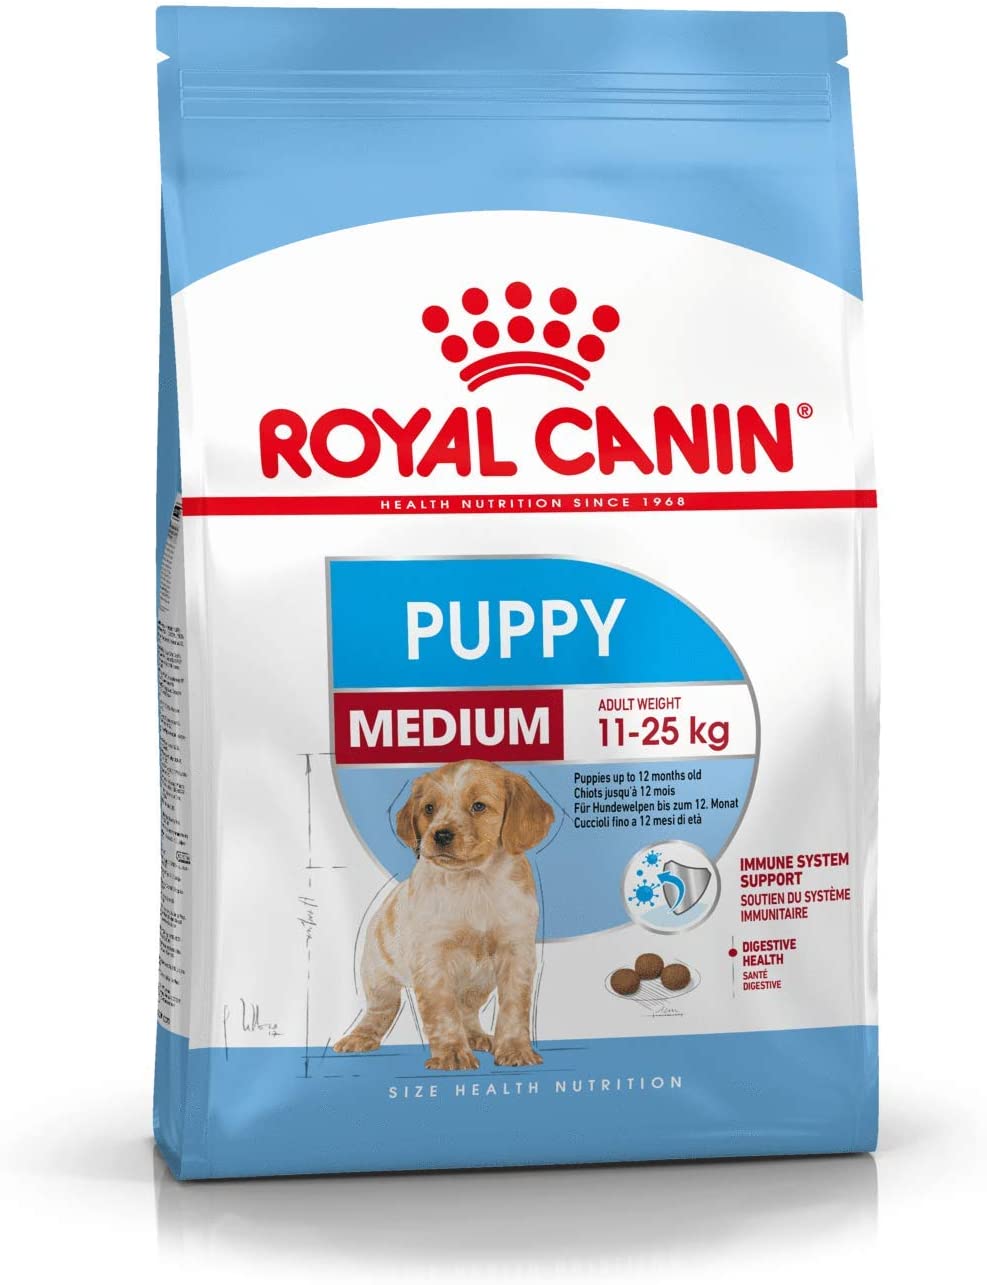 ROYAL CANIN®
HEALTH NUTRITION SINCE 1968
PUPPY
MEDIUM
ADULT WEIGHT
11-25 kg
Puppies up to 12 months old
Chiots jusqu'à 12 mois
Für Hundewelpen bis zum 12. Monat
Cuccioli fino a 12 mesi di età
IMMUNE SYSTEM
SUPPORT
SOUTIEN DU SYSTÈME
IMMUNITAIRE
DIGESTIVE
HEALTH
SANTÉ
DIGESTIVE
SIZE HEALTH NUTRITION